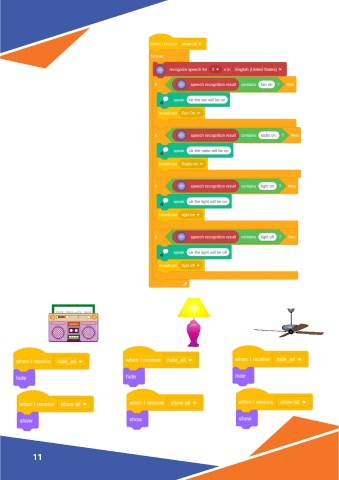 when I receive show all
forever
recognize speech for 2 s in English (United States)
if speech recognition result contains fan on ? then
speak sir the fan will be on
broadcast Fan On
if speech recognition result contains radio on ? then
speak sir the radio will be on
broadcast Radio on
if speech recognition result contains light on ? then
speak sir the light will be on
broadcast light on
if speech recognition result contains light off ? then
speak sir the light will be off
broadcast light off
when I receive hide_all
hide
when I receive hide_all
hide
when I receive hide_all
hide
when I receive show all
show
when I receive show all
show
when I receive show all
show
11